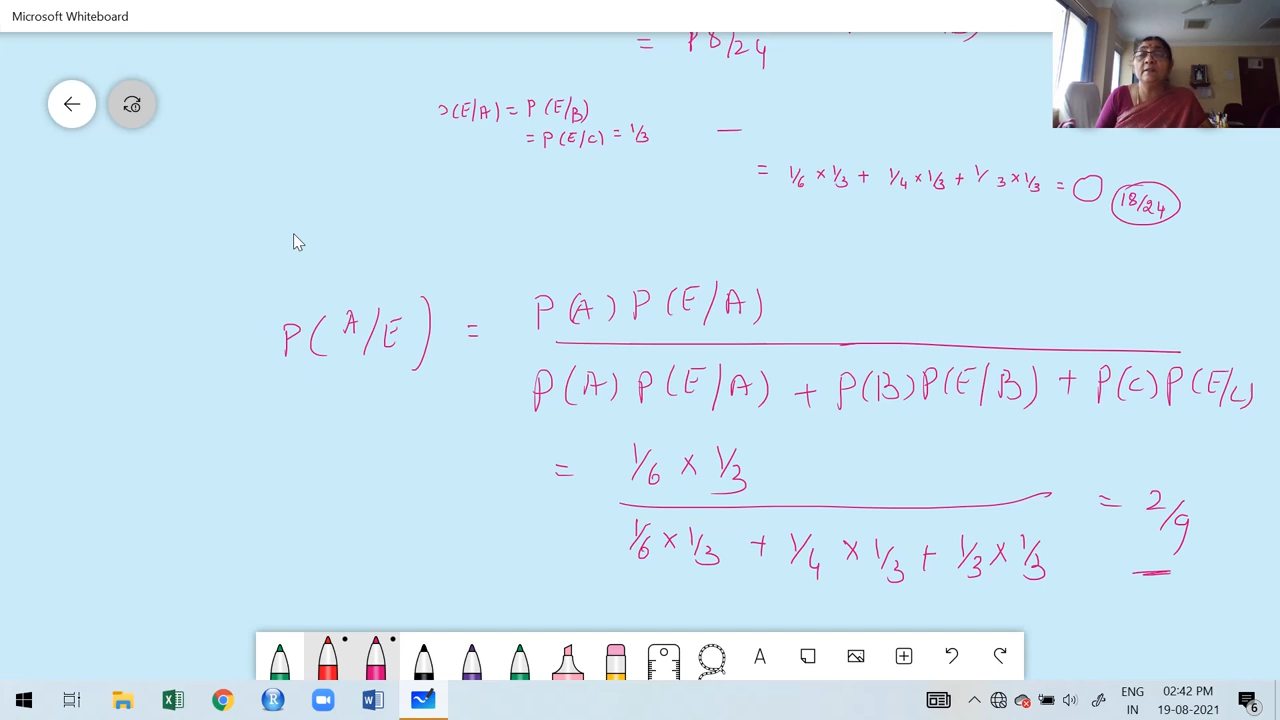 Microsoft Whiteboard
= P8/24
P(E/A) = P(E/B)
= P(E/C) = 1/3
= 1/6 × 1/3 + 1/4 × 1/3 + 1/3 × 1/3 = 18/24
P(A/E) = P(A) P(E/A)
P(A) P(E/A) + P(B) P(E/B) + P(C) P(E/C)
= 1/6 × 1/3
1/6 × 1/3 + 1/4 × 1/3 + 1/3 × 1/3 = 2/9
A
ENG
IN
02:42 PM
19-08-2021
6